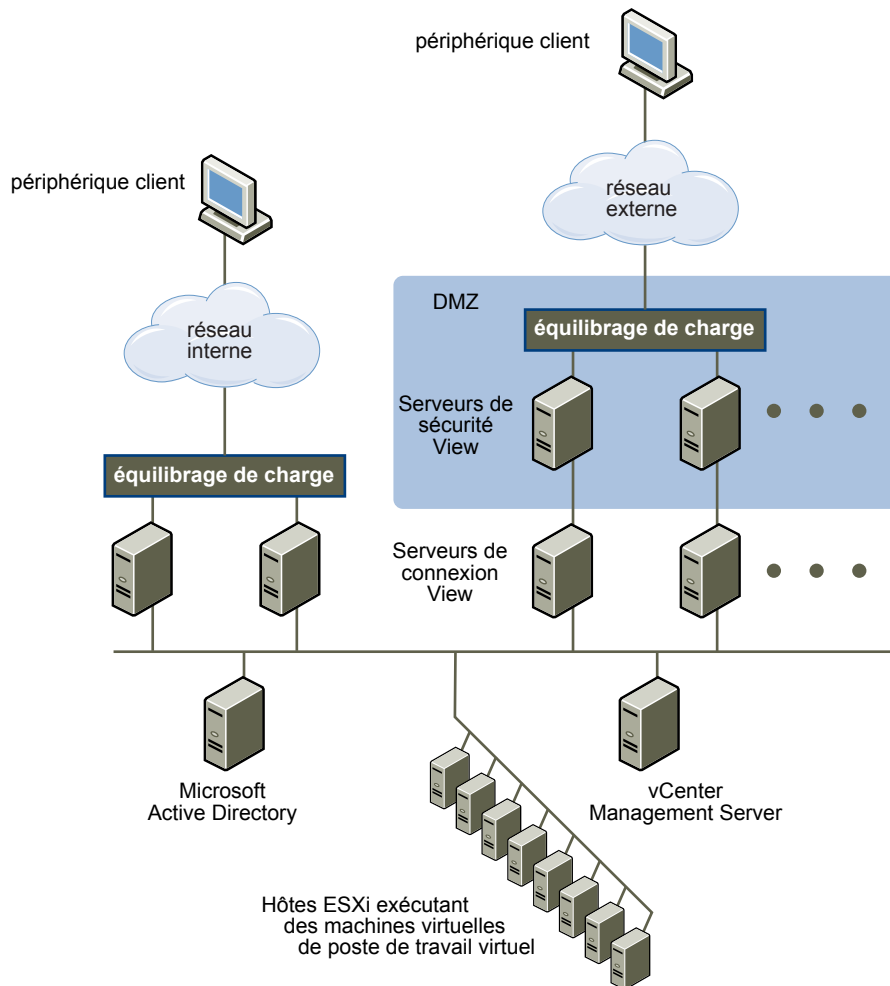 périphérique client
périphérique client
réseau
externe
réseau
interne
DMZ
équilibrage de charge
Serveurs de
sécurité
View
équilibrage de charge
Serveurs de
connexion
View
Microsoft
Active Directory
vCenter
Management Server
Hôtes ESXi exécutant
des machines virtuelles
de poste de travail virtuel